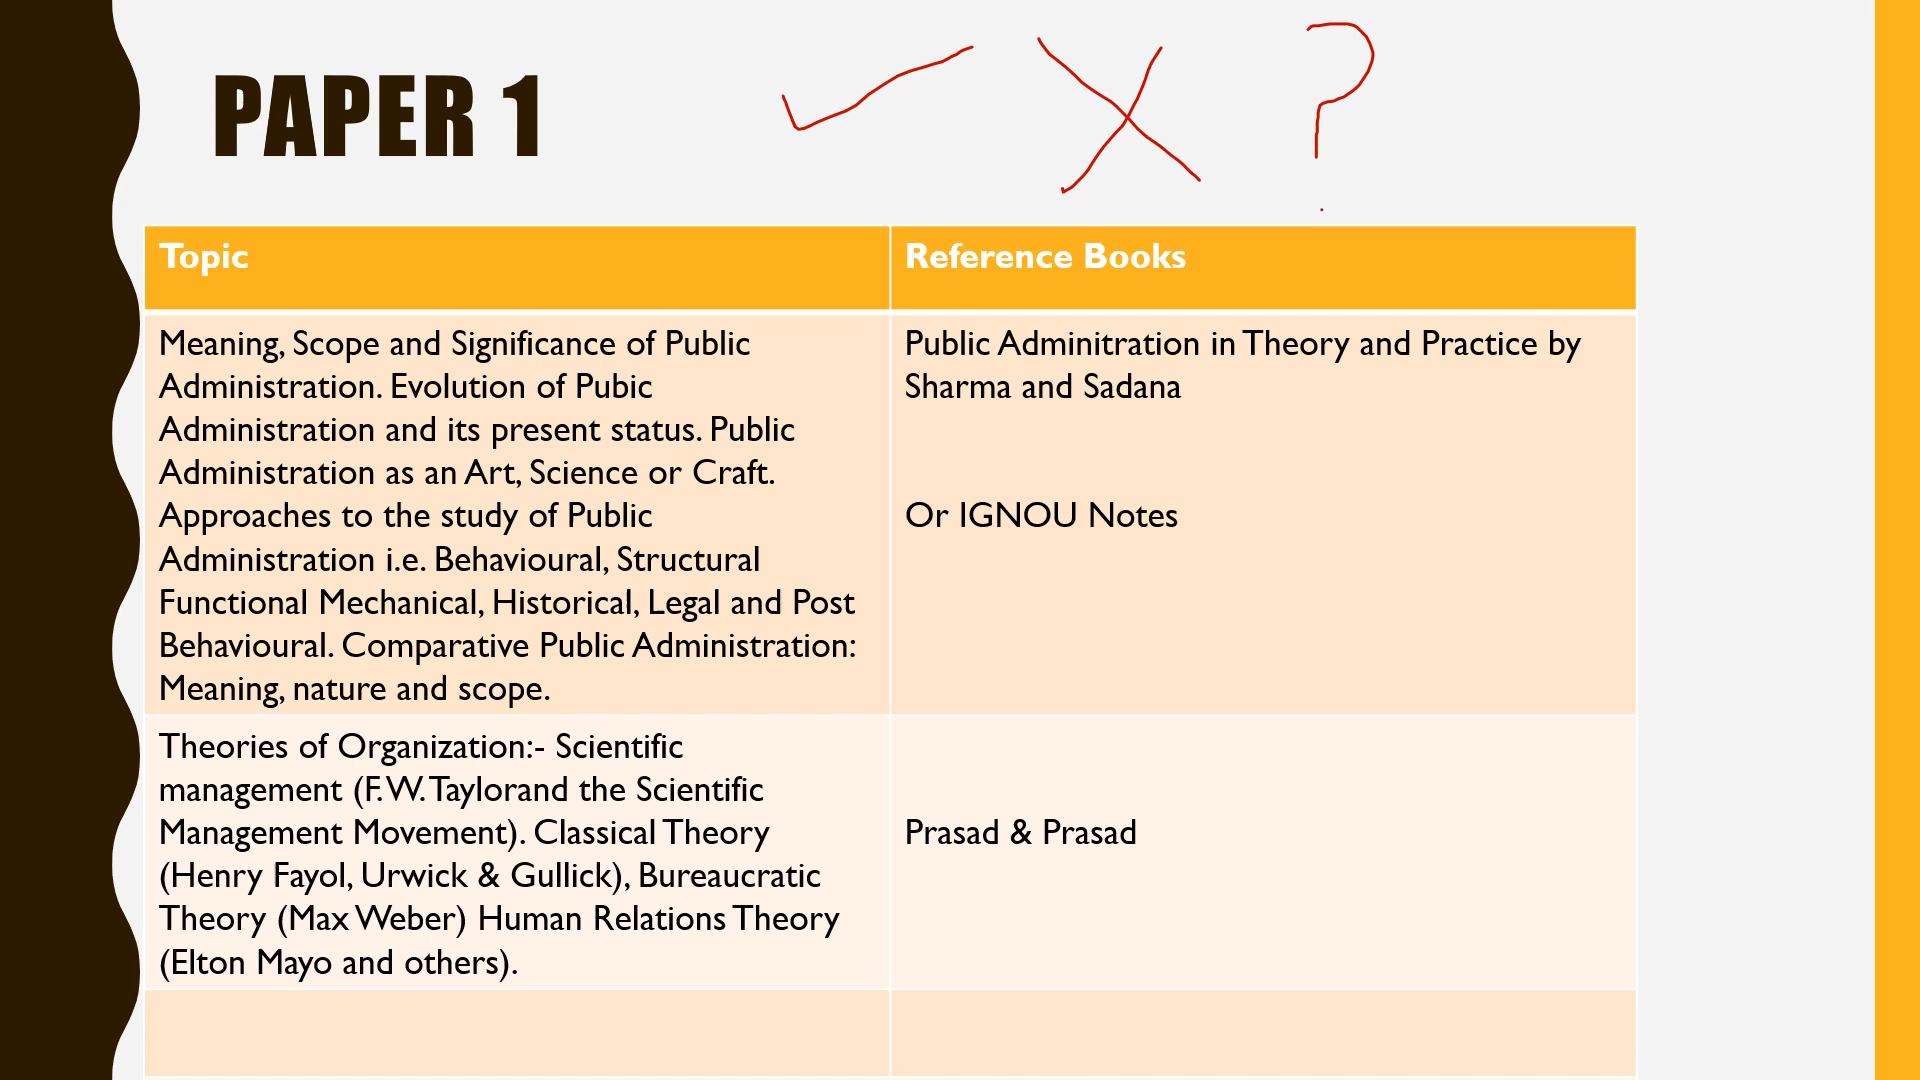 PAPER 1
?
Topic
Reference Books
Meaning, Scope and Significance of Public
Administration. Evolution of Pubic
Administration and its present status. Public
Administration as an Art, Science or Craft.
Approaches to the study of Public
Administration i.e. Behavioural, Structural
Functional Mechanical, Historical, Legal and Post
Behavioural. Comparative Public Administration:
Meaning, nature and scope.
Public Adminitration in Theory and Practice by
Sharma and Sadana
Or IGNOU Notes
Theories of Organization:- Scientific
management (F. W. Taylorand the Scientific
Management Movement). Classical Theory
(Henry Fayol, Urwick & Gullick), Bureaucratic
Theory (Max Weber) Human Relations Theory
(Elton Mayo and others).
Prasad & Prasad